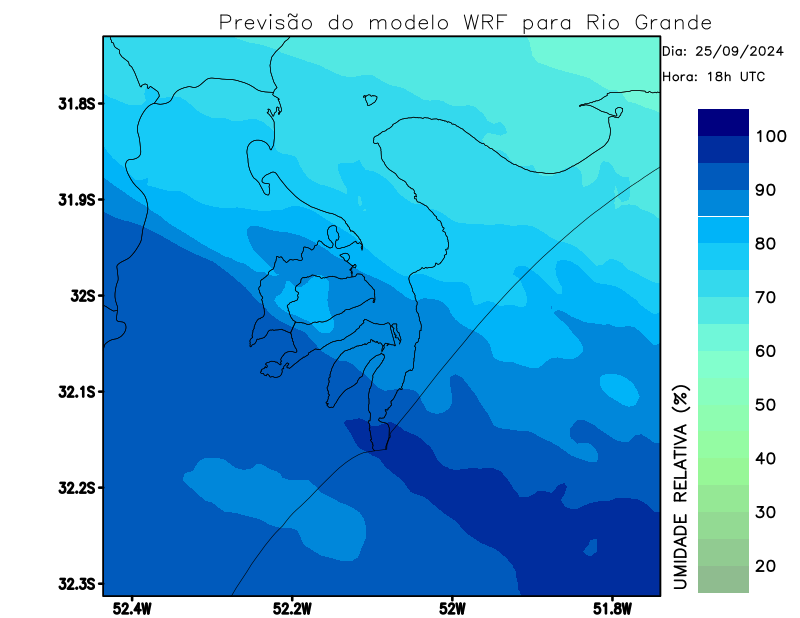 Previsão do modelo WRF para Rio Grande
Dia: 25/09/2024
Hora: 18h UTC
31.8S
31.9S
32S
32.1S
32.2S
32.3S
52.4W
52.2W
52W
51.8W
100
90
80
70
60
50
40
30
20
UMIDADE RELATIVA (%)